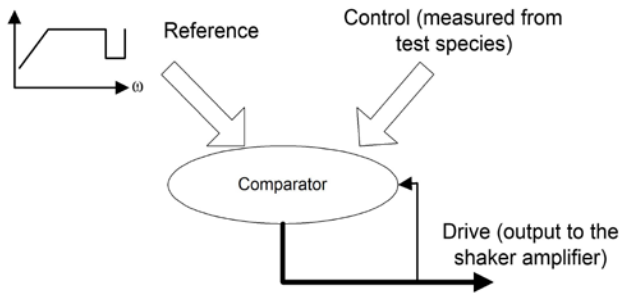 Reference
Control (measured from
test species)
ω
Comparator
Drive (output to the
shaker amplifier)